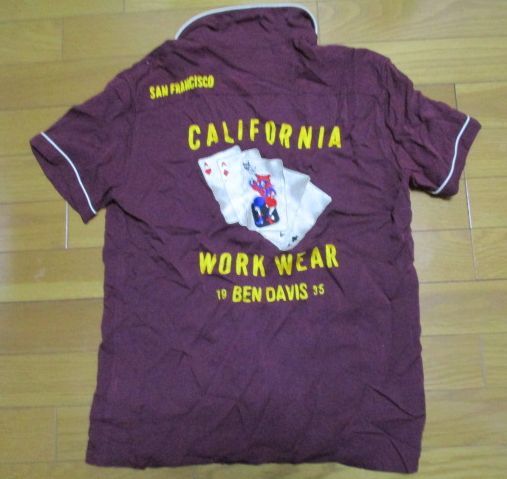 SAN FRANCISCO
CALIFORNIA
A A
WORK WEAR
19 BEN DAVIS 35